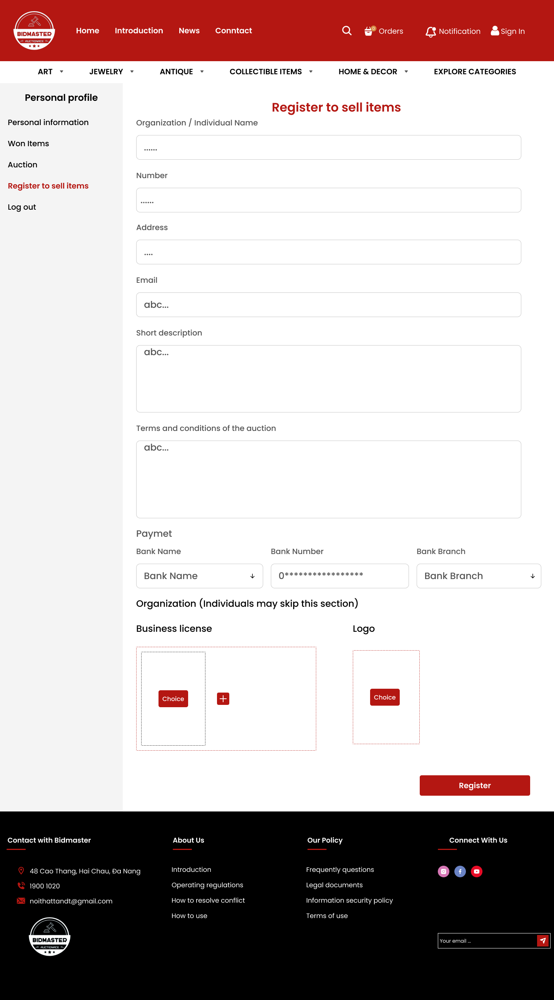 BIDMASTER
AUCTIONACE
Home Introduction News Conntact
0 Orders Notification Sign In
ART JEWELRY ANTIQUE COLLECTIBLE ITEMS HOME & DECOR EXPLORE CATEGORIES
Personal profile
Personal information
Won Items
Auction
Register to sell items
Log out
Register to sell items
Organization / Individual Name
......
Number
......
Address
....
Email
abc...
Short description
abc...
Terms and conditions of the auction
abc...
Paymet
Bank Name Bank Number Bank Branch
Bank Name 0***************** Bank Branch
Organization (Individuals may skip this section)
Business license Logo
Choice
Choice
Register
Contact with Bidmaster
48 Cao Thang, Hai Chau, Đa Nang
1900 1020
noithattandt@gmail.com
BIDMASTER
AUCTIONACE
About Us
Introduction
Operating regulations
How to resolve conflict
How to use
Our Policy
Frequently questions
Legal documents
Information security policy
Terms of use
Connect With Us
Your email ...